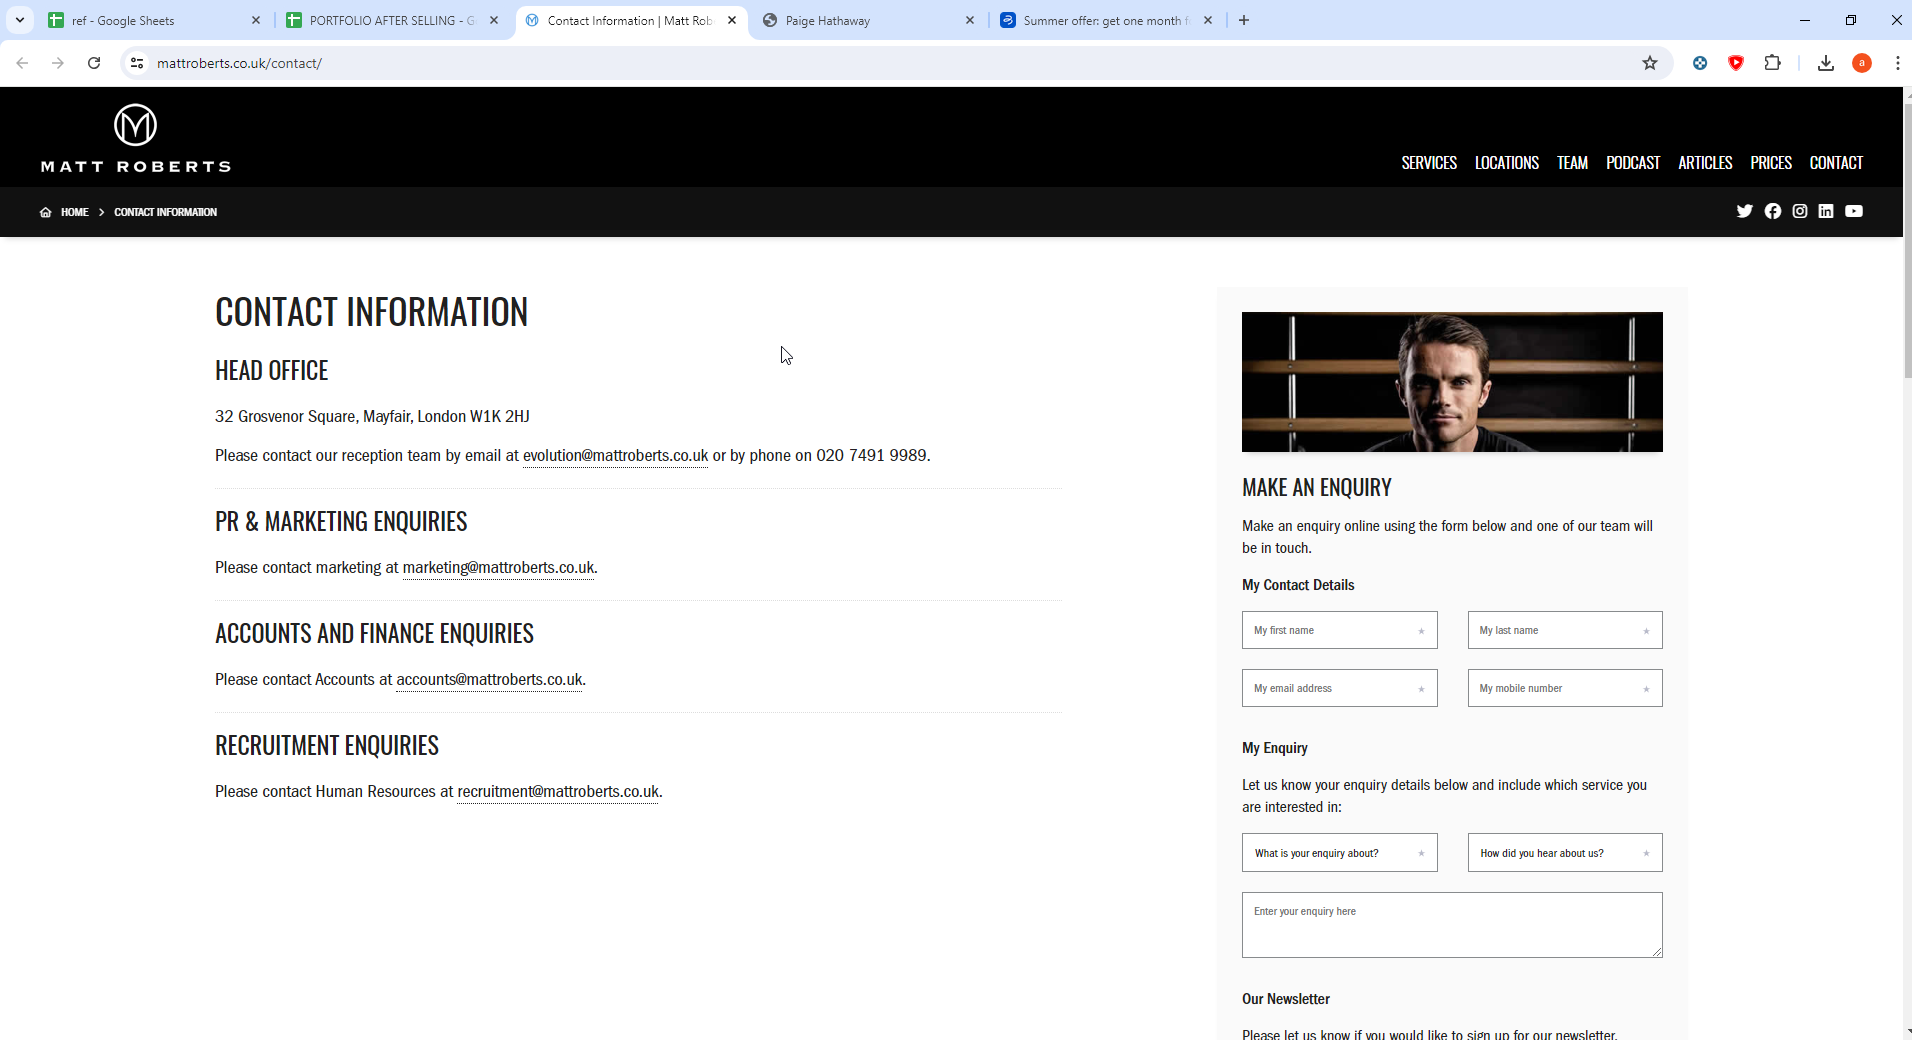 ref - Google Sheets
PORTFOLIO AFTER SELLING - G
Contact Information | Matt Rob
Paige Hathaway
Summer offer: get one month f
mattroberts.co.uk/contact/
a
M
MATT ROBERTS
SERVICES LOCATIONS TEAM PODCAST ARTICLES PRICES CONTACT
HOME > CONTACT INFORMATION
CONTACT INFORMATION
HEAD OFFICE
32 Grosvenor Square, Mayfair, London W1K 2HJ
Please contact our reception team by email at evolution@mattroberts.co.uk or by phone on 020 7491 9989.
PR & MARKETING ENQUIRIES
Please contact marketing at marketing@mattroberts.co.uk.
ACCOUNTS AND FINANCE ENQUIRIES
Please contact Accounts at accounts@mattroberts.co.uk.
RECRUITMENT ENQUIRIES
Please contact Human Resources at recruitment@mattroberts.co.uk.
MAKE AN ENQUIRY
Make an enquiry online using the form below and one of our team will
be in touch.
My Contact Details
My first name *
My last name *
My email address *
My mobile number *
My Enquiry
Let us know your enquiry details below and include which service you
are interested in:
What is your enquiry about? *
How did you hear about us? *
Enter your enquiry here
Our Newsletter
Please let us know if you would like to sign up for our newsletter.